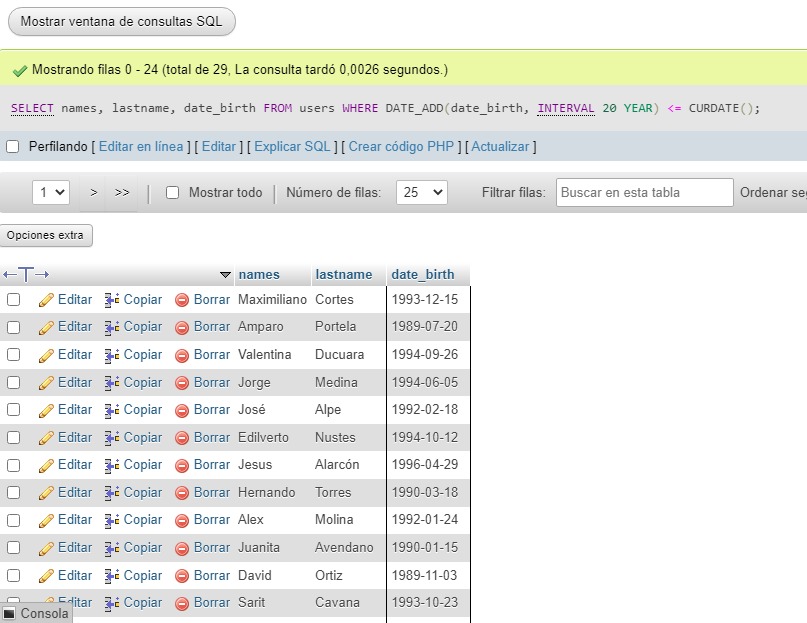 Mostrar ventana de consultas SQL
Mostrando filas 0 - 24 (total de 29, La consulta tardó 0,0026 segundos.)
SELECT names, lastname, date_birth FROM users WHERE DATE_ADD(date_birth, INTERVAL 20 YEAR) <= CURDATE();
Perfilando [ Editar en línea ] [ Editar ] [ Explicar SQL ] [ Crear código PHP ] [ Actualizar ]
1 > >> Mostrar todo Número de filas: 25 Filtrar filas: Buscar en esta tabla Ordenar
Opciones extra
names lastname date_birth
Editar Copiar Borrar Maximiliano Cortes 1993-12-15
Editar Copiar Borrar Amparo Portela 1989-07-20
Editar Copiar Borrar Valentina Ducuara 1994-09-26
Editar Copiar Borrar Jorge Medina 1994-06-05
Editar Copiar Borrar José Alpe 1992-02-18
Editar Copiar Borrar Edilverto Nustes 1994-10-12
Editar Copiar Borrar Jesus Alarcón 1996-04-29
Editar Copiar Borrar Hernando Torres 1990-03-18
Editar Copiar Borrar Alex Molina 1992-01-24
Editar Copiar Borrar Juanita Avendano 1990-01-15
Editar Copiar Borrar David Ortiz 1989-11-03
Editar Copiar Borrar Sarit Cavana 1993-10-23
Consola